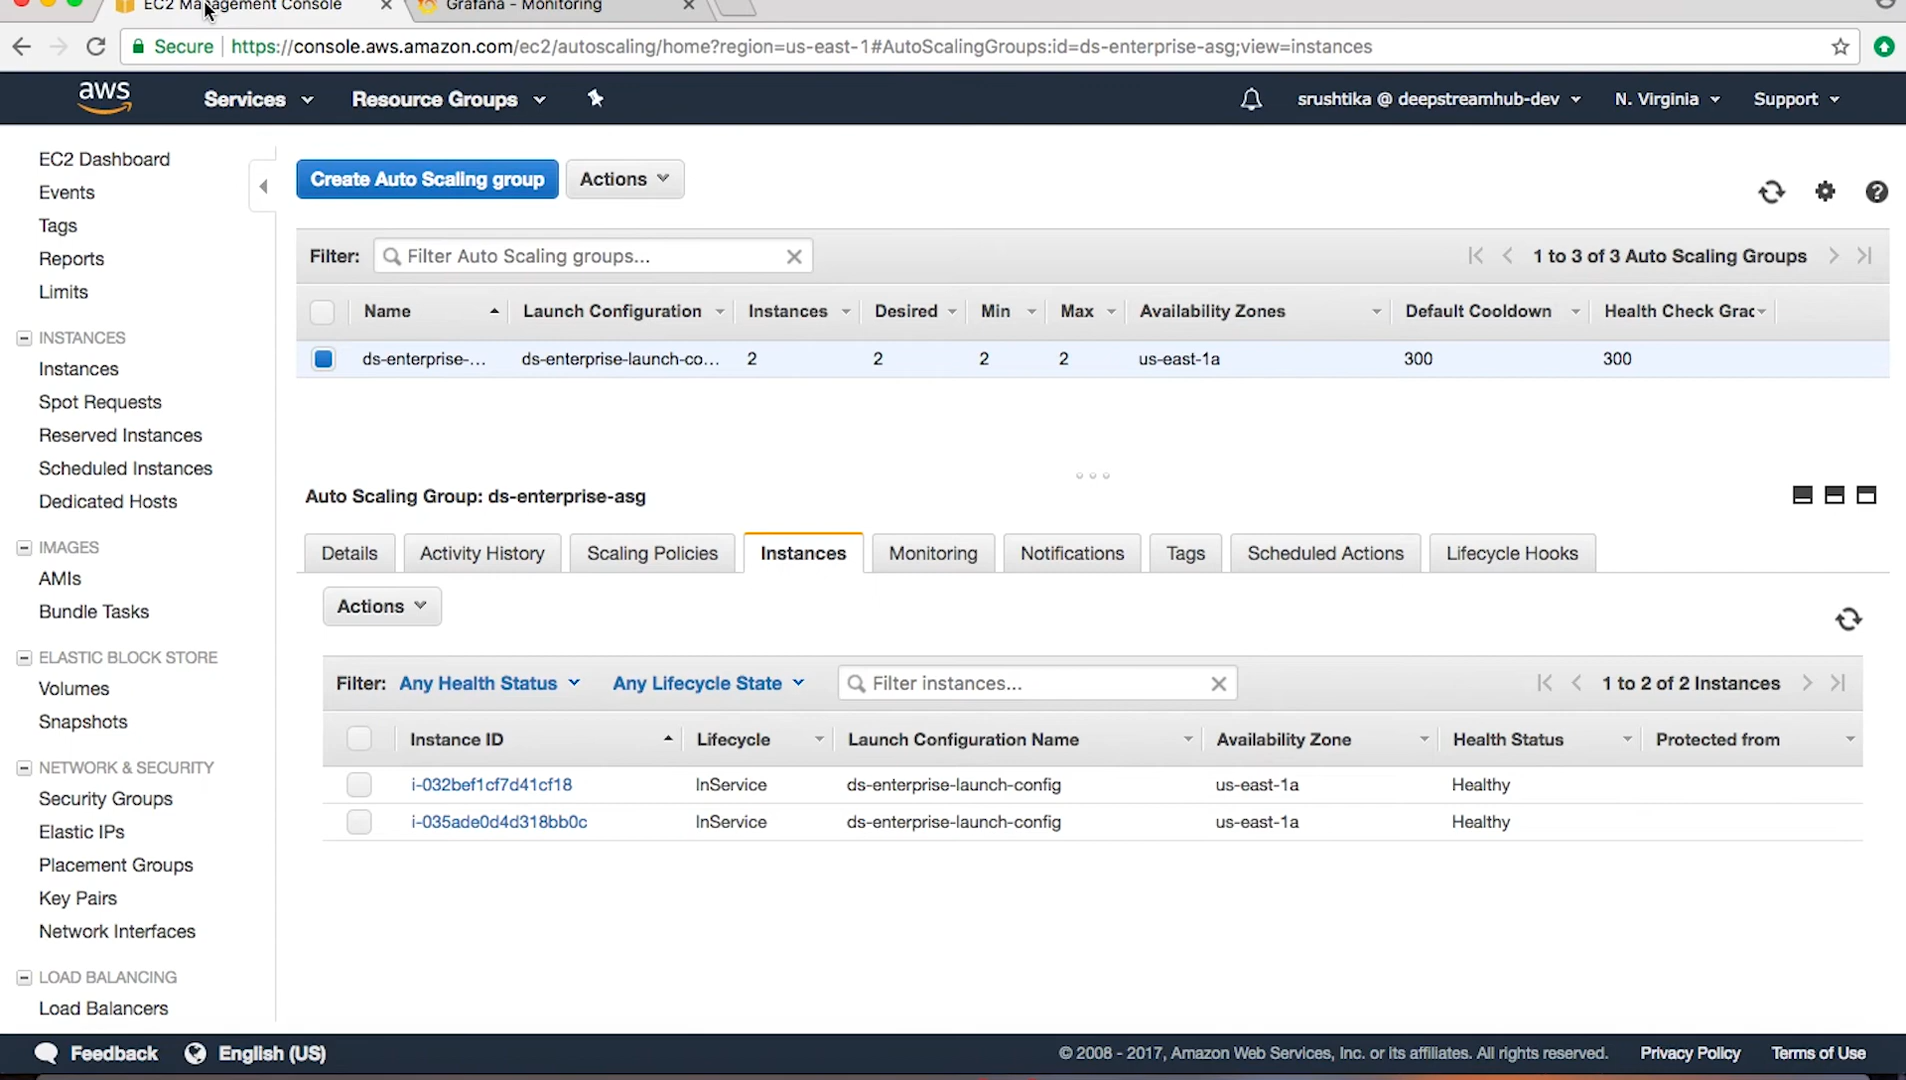 EC2 Management Console
Grafana - Monitoring
Secure
https://console.aws.amazon.com/ec2/autoscaling/home?region=us-east-1#AutoScalingGroups:id=ds-enterprise-asg;view=instances
aws
Services
Resource Groups
srushtika @ deepstreamhub-dev
N. Virginia
Support
EC2 Dashboard
Events
Tags
Reports
Limits
INSTANCES
Instances
Spot Requests
Reserved Instances
Scheduled Instances
Dedicated Hosts
IMAGES
AMIs
Bundle Tasks
ELASTIC BLOCK STORE
Volumes
Snapshots
NETWORK & SECURITY
Security Groups
Elastic IPs
Placement Groups
Key Pairs
Network Interfaces
LOAD BALANCING
Load Balancers
Create Auto Scaling group
Actions
Filter:
Filter Auto Scaling groups...
1 to 3 of 3 Auto Scaling Groups
Name Launch Configuration Instances Desired Min Max Availability Zones Default Cooldown Health Check Grac
ds-enterprise-... ds-enterprise-launch-co... 2 2 2 2 us-east-1a 300 300
Auto Scaling Group: ds-enterprise-asg
Details Activity History Scaling Policies Instances Monitoring Notifications Tags Scheduled Actions Lifecycle Hooks
Actions
Filter: Any Health Status Any Lifecycle State Filter instances... 1 to 2 of 2 Instances
Instance ID Lifecycle Launch Configuration Name Availability Zone Health Status Protected from
i-032bef1cf7d41cf18 InService ds-enterprise-launch-config us-east-1a Healthy
i-035ade0d4d318bb0c InService ds-enterprise-launch-config us-east-1a Healthy
Feedback English (US)
© 2008 - 2017, Amazon Web Services, Inc. or its affiliates. All rights reserved. Privacy Policy Terms of Use